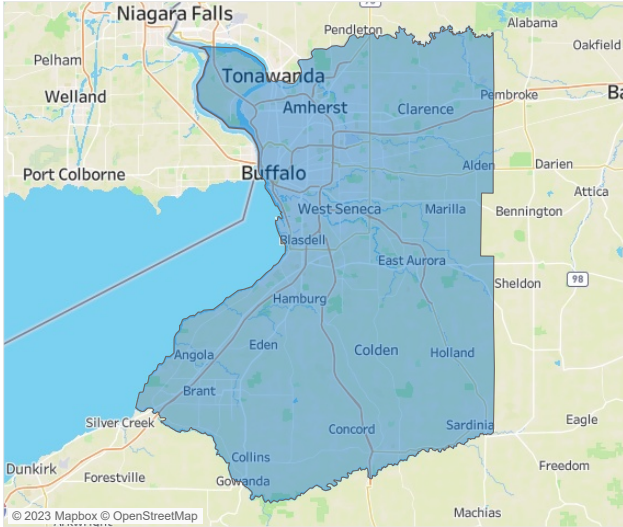 Niagara Falls
Pendleton
98
Alabama
Oakfield
Pelham
Tonawanda
Welland
Amherst
Clarence
Pembroke
Ba
Port Colborne
Buffalo
Alden
Darien
Attica
West Seneca
Marilla
Bennington
Blasdell
East Aurora
Sheldon
98
Hamburg
Angola
Eden
Colden
Holland
Brant
Silver Creek
Concord
Sardinia
Eagle
Collins
Dunkirk
Forestville
Gowanda
Freedom
© 2023 Mapbox © OpenStreetMap
Machias